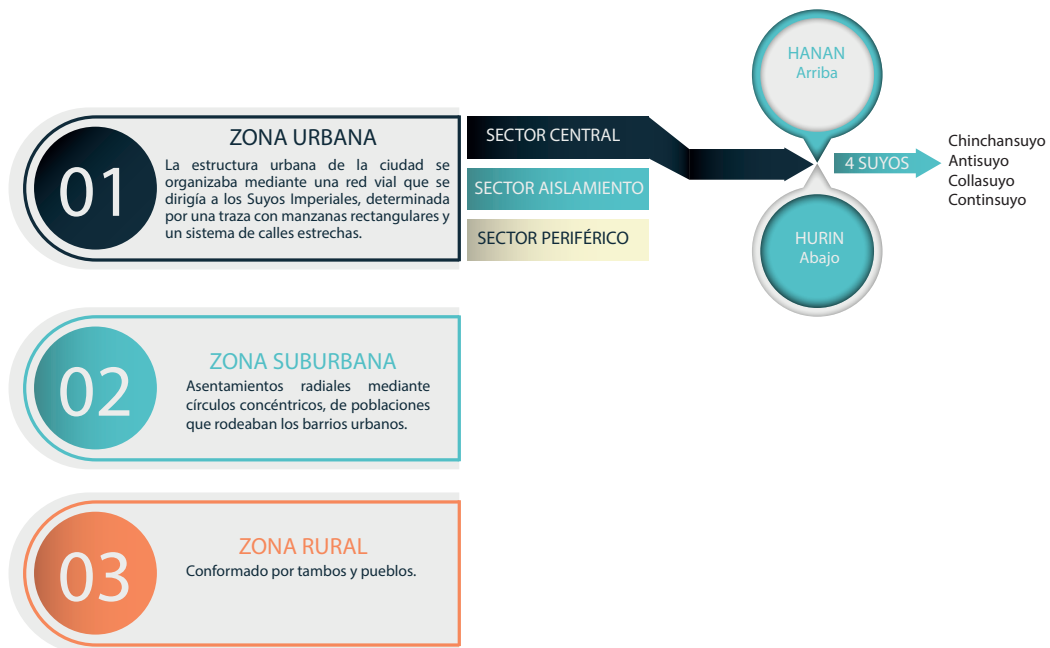 01
ZONA URBANA
La estructura urbana de la ciudad se
organizaba mediante una red vial que se
dirigía a los Suyos Imperiales, determinada
por una traza con manzanas rectangulares y
un sistema de calles estrechas.
SECTOR CENTRAL
SECTOR AISLAMIENTO
SECTOR PERIFÉRICO
HANAN
Arriba
HURIN
Abajo
4 SUYOS
Chinchansuyo
Antisuyo
Collasuyo
Continsuyo
02
ZONA SUBURBANA
Asentamientos radiales mediante
círculos concéntricos, de poblaciones
que rodeaban los barrios urbanos.
03
ZONA RURAL
Conformado por tambos y pueblos.